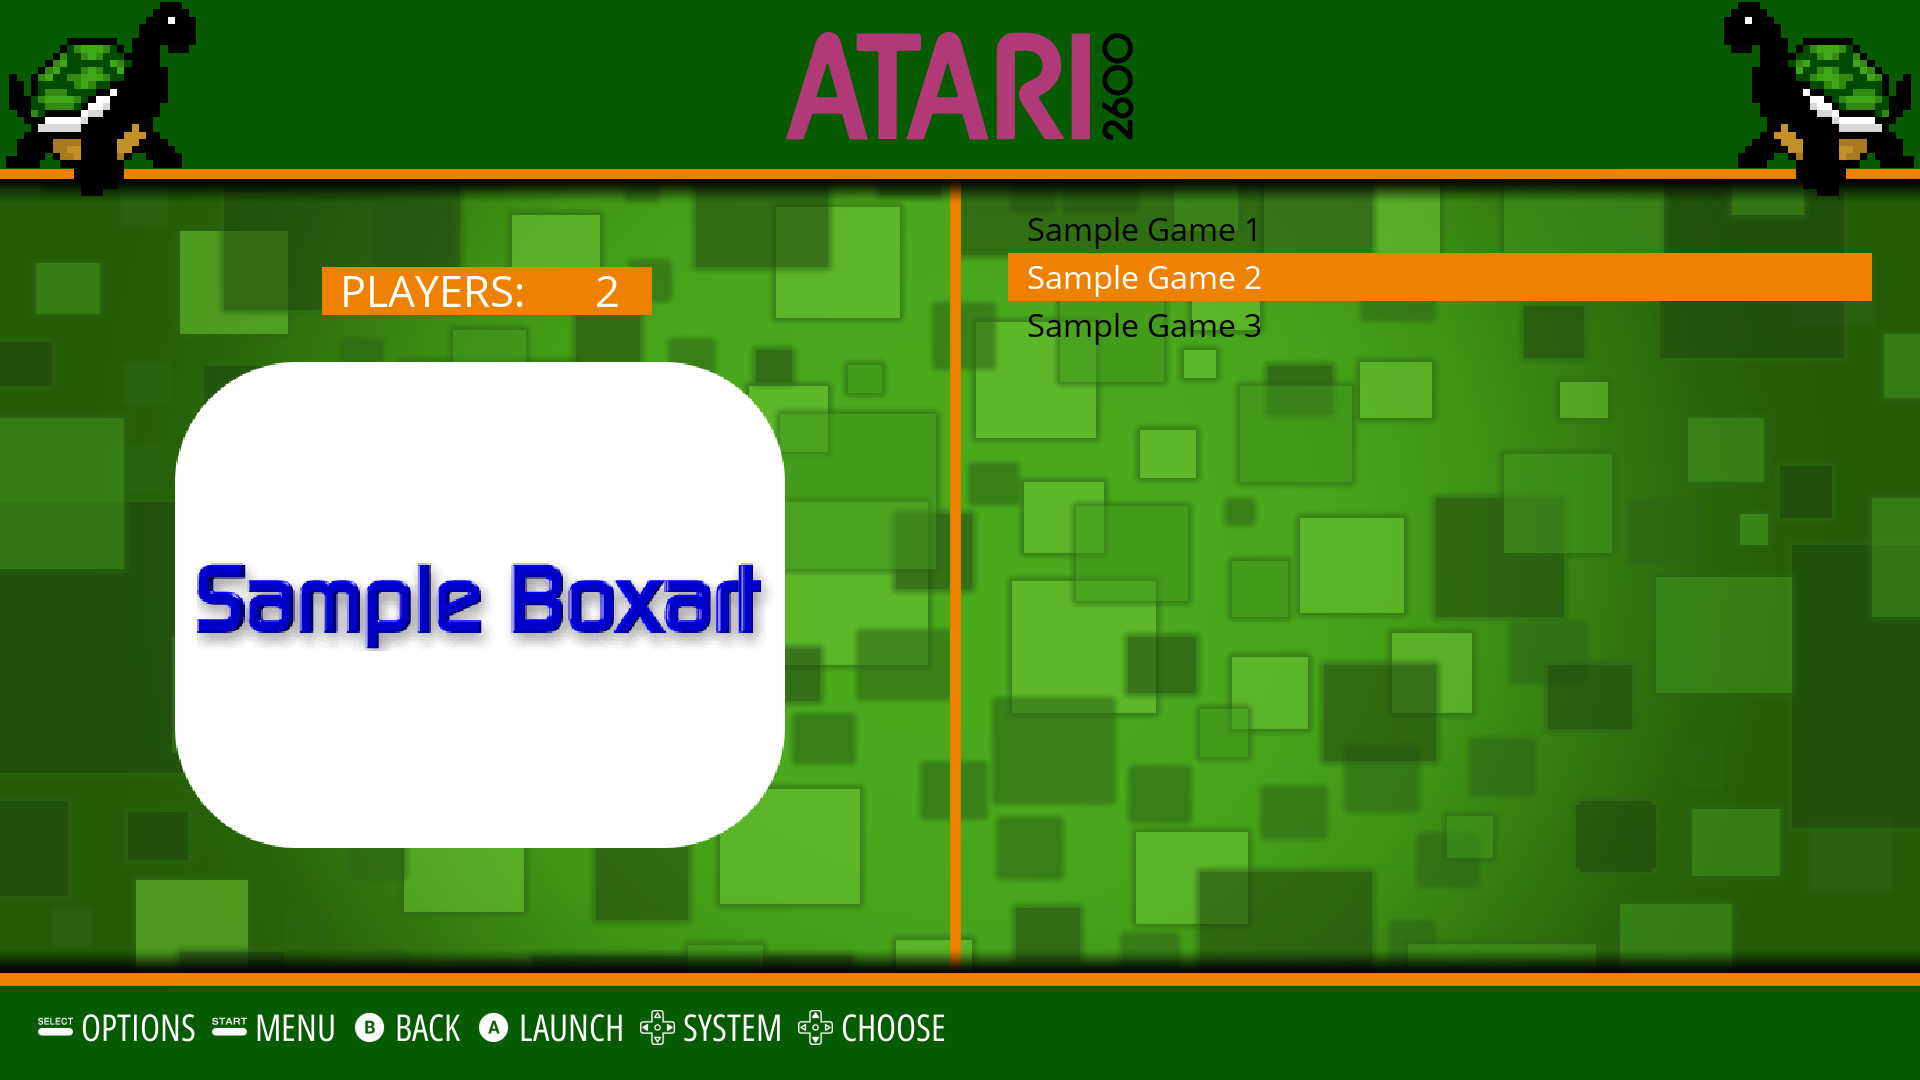 ATARI 2600
Sample Game 1
PLAYERS: 2
Sample Game 2
Sample Game 3
Sample Boxart
SELECT OPTIONS START MENU B BACK A LAUNCH SYSTEM CHOOSE